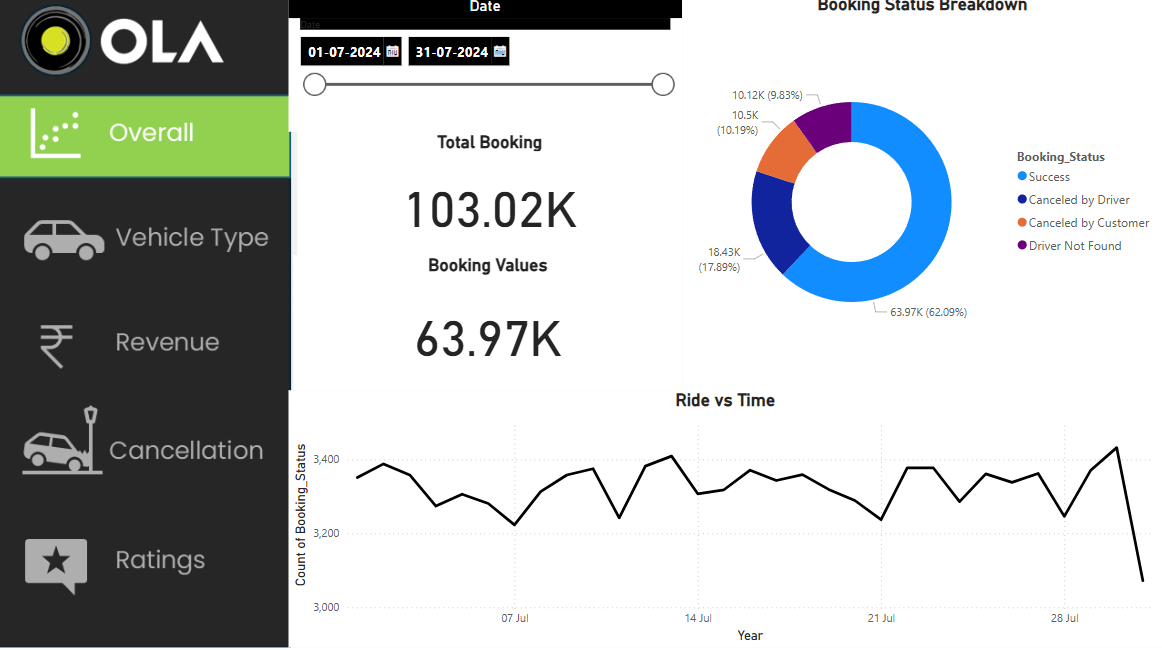 OLA
Overall
Vehicle Type
Revenue
Cancellation
Ratings
Date
Date
01-07-2024 31-07-2024
Total Booking
103.02K
Booking Values
63.97K
Booking Status Breakdown
10.12K (9.83%)
10.5K
(10.19%)
18.43K
(17.89%)
63.97K (62.09%)
Booking_Status
Success
Canceled by Driver
Canceled by Customer
Driver Not Found
Ride vs Time
Count of Booking_Status
3,400
3,200
3,000
07 Jul 14 Jul 21 Jul 28 Jul
Year